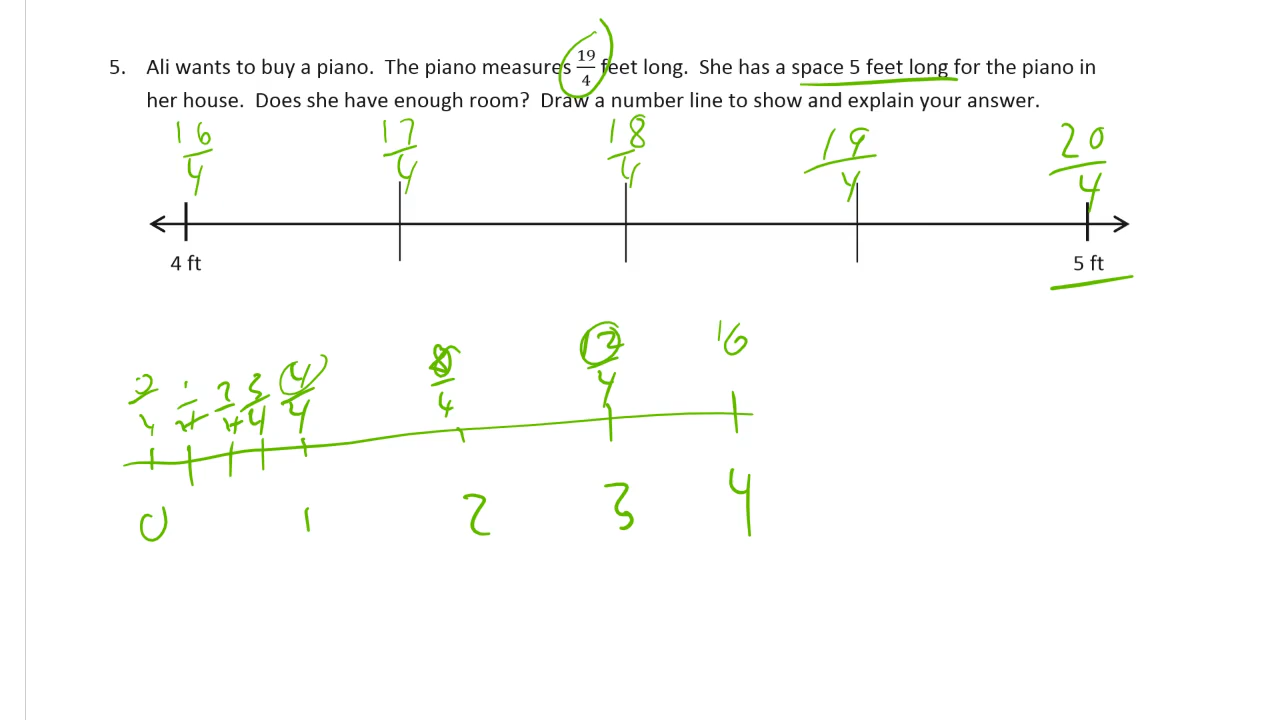 5. Ali wants to buy a piano. The piano measures 19/4 feet long. She has a space 5 feet long for the piano in
her house. Does she have enough room? Draw a number line to show and explain your answer.
16/4 17/4 18/4 19/4 20/4
4 ft 5 ft
2/4 3/4 4/4 8/4 12/4 16
0 1 2 3 4